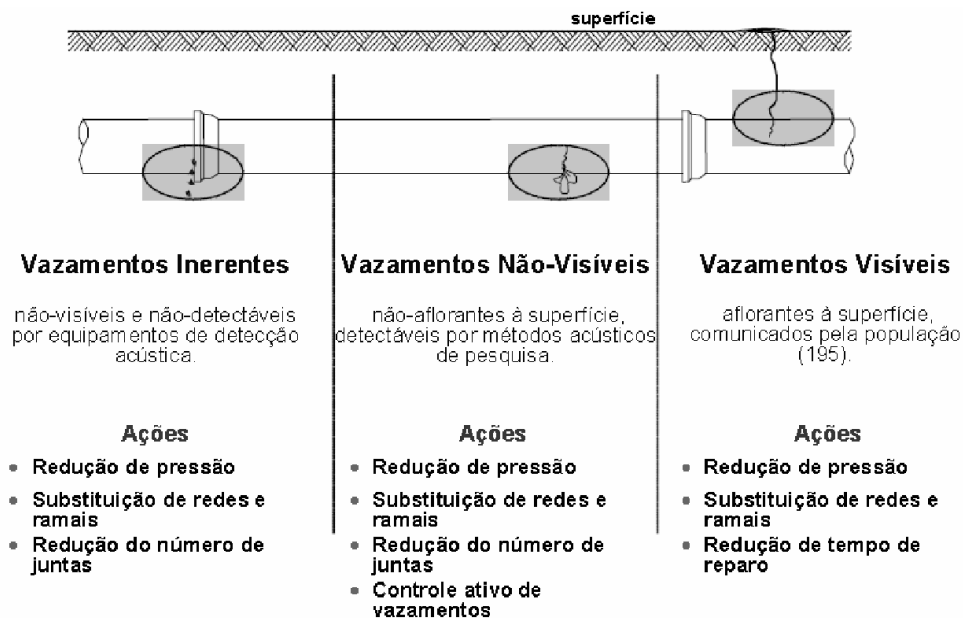 superfície
Vazamentos Inerentes
não-visíveis e não-detectáveis
por equipamentos de detecção
acústica.
Ações
• Redução de pressão
• Substituição de redes e
ramais
• Redução do número de
juntas
Vazamentos Não-Visíveis
não-aflorantes à superfície,
detectáveis por métodos acústicos
de pesquisa.
Ações
• Redução de pressão
• Substituição de redes e
ramais
• Redução do número de
juntas
• Controle ativo de
vazamentos
Vazamentos Visíveis
aflorantes à superfície,
comunicados pela população
(195).
Ações
• Redução de pressão
• Substituição de redes e
ramais
• Redução de tempo de
reparo